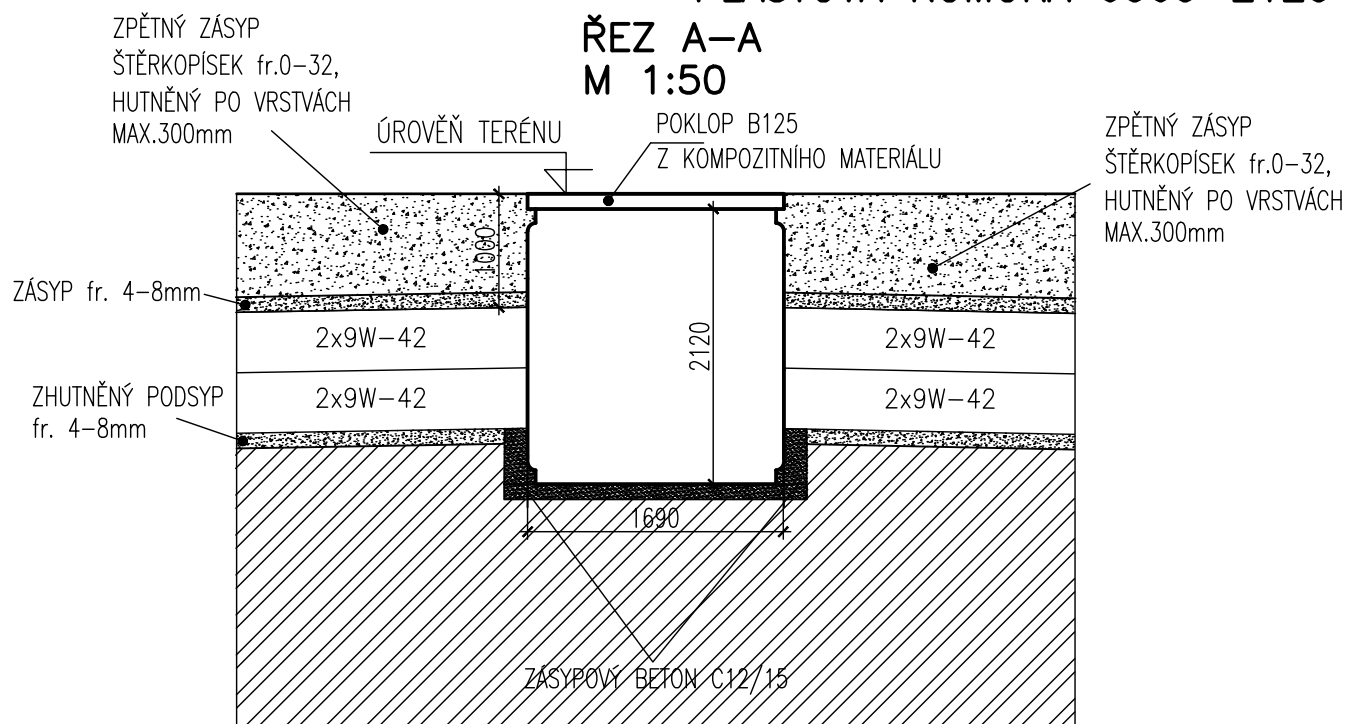 ŘEZ A-A
M 1:50
ZPĚTNÝ ZÁSYP
ŠTĚRKOPÍSEK fr.0-32,
HUTNĚNÝ PO VRSTVÁCH
MAX.300mm
ÚROVĚŇ TERÉNU
POKLOP B125
Z KOMPOZITNÍHO MATERIÁLU
ZPĚTNÝ ZÁSYP
ŠTĚRKOPÍSEK fr.0-32,
HUTNĚNÝ PO VRSTVÁCH
MAX.300mm
1000
ZÁSYP fr. 4-8mm
2x9W-42
2x9W-42
2120
2x9W-42
2x9W-42
ZHUTNĚNÝ PODSYP
fr. 4-8mm
1690
ZÁSYPOVÝ BETON C12/15